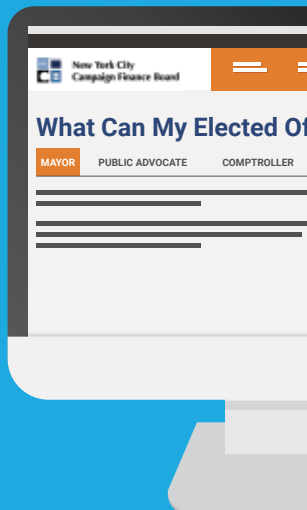 New York City
Campaign Finance Board
What Can My Elected Of
MAYOR PUBLIC ADVOCATE COMPTROLLER